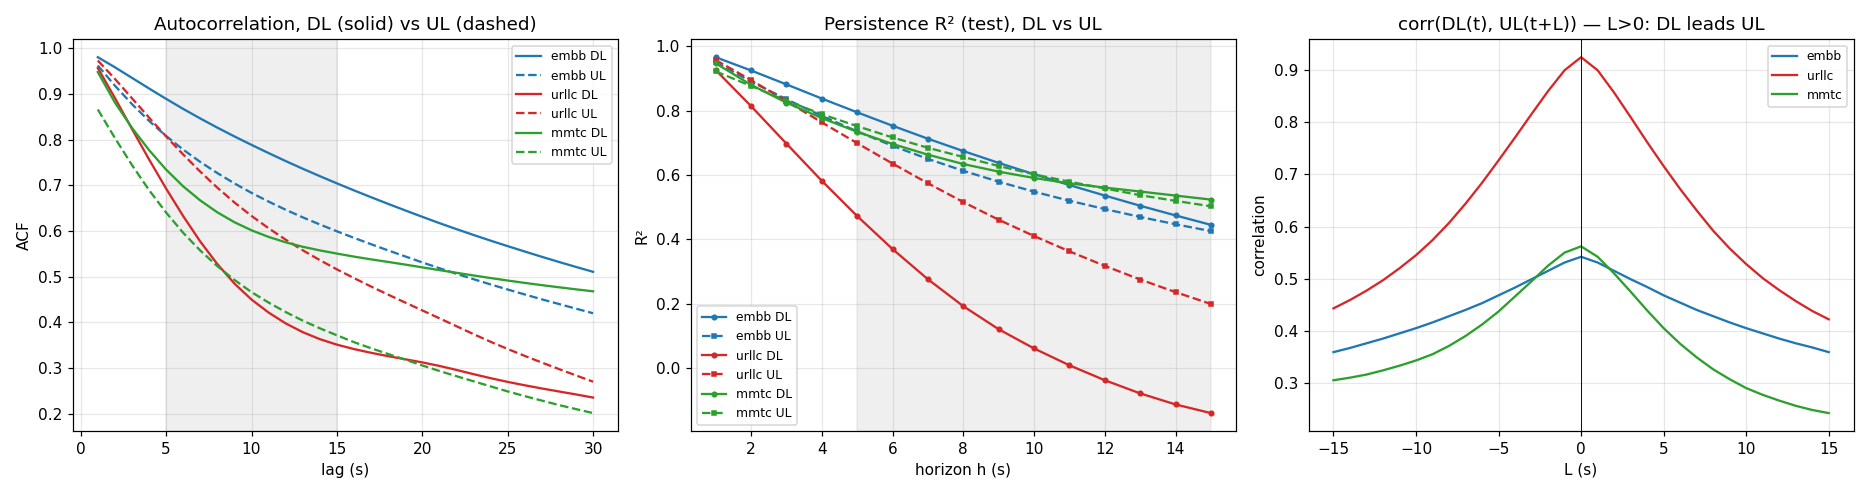 Autocorrelation, DL (solid) vs UL (dashed)
1.0
0.9
0.8
0.7
0.6
0.5
0.4
0.3
0.2
ACF
0
5
10
15
20
25
30
lag (s)
embb DL
embb UL
urllc DL
urllc UL
mmtc DL
mmtc UL
Persistence R² (test), DL vs UL
1.0
0.8
0.6
0.4
0.2
0.0
R²
2
4
6
8
10
12
14
horizon h (s)
embb DL
embb UL
urllc DL
urllc UL
mmtc DL
mmtc UL
corr(DL(t), UL(t+L)) — L>0: DL leads UL
0.9
0.8
0.7
0.6
0.5
0.4
0.3
correlation
−15
−10
−5
0
5
10
15
L (s)
embb
urllc
mmtc